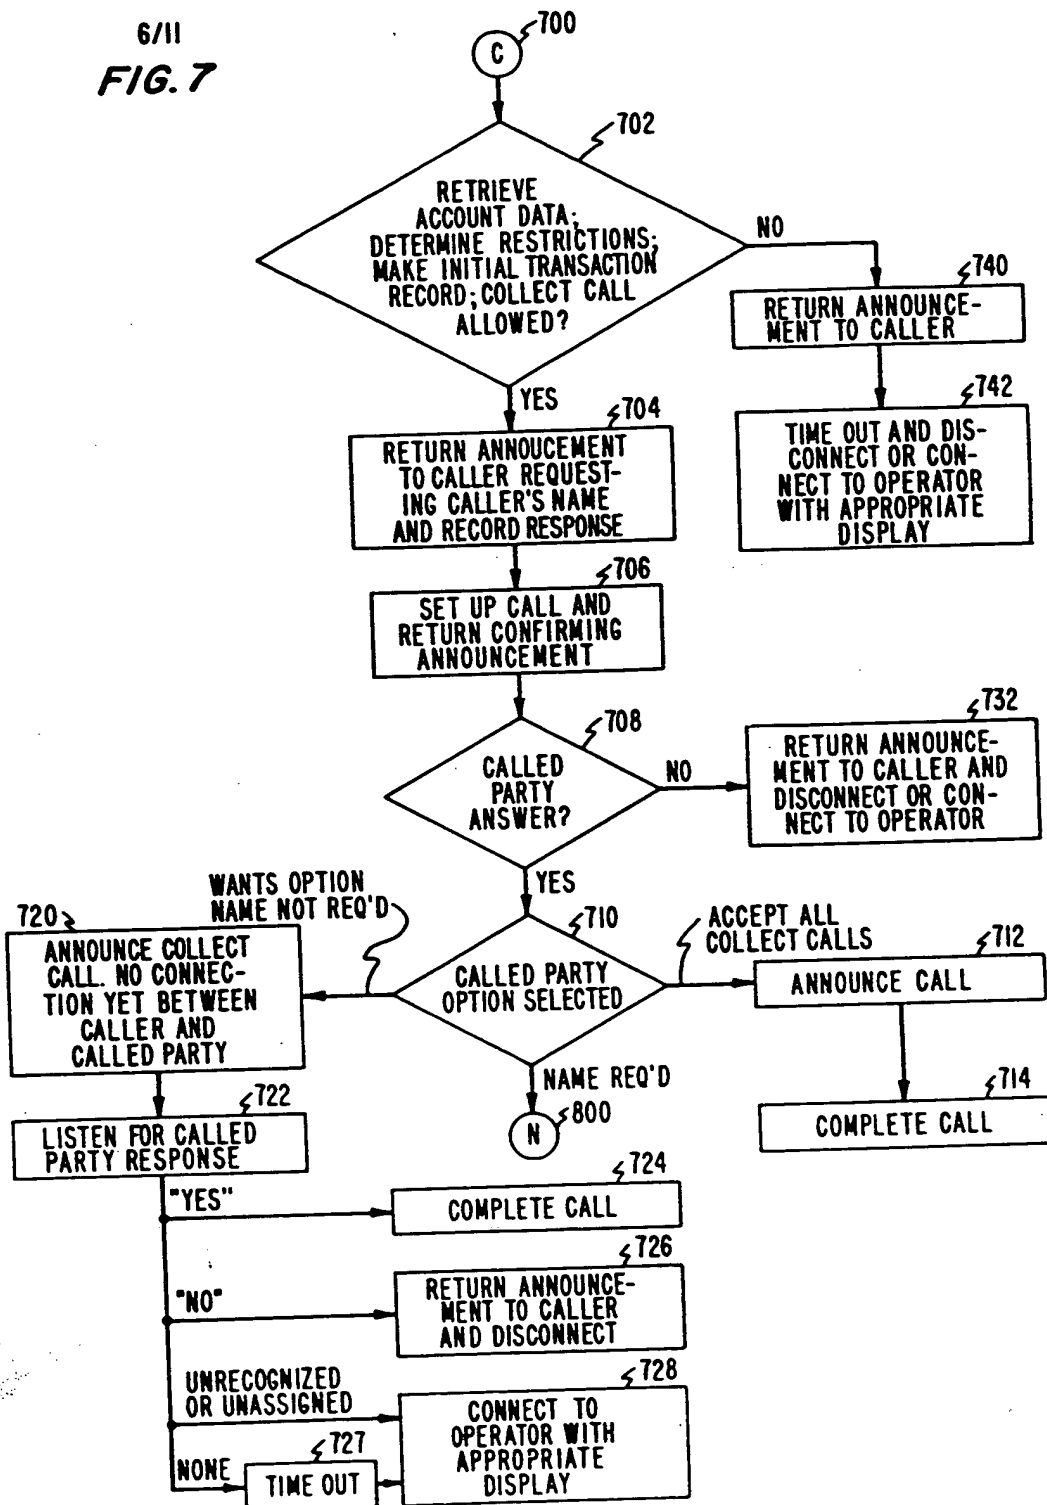 6/11
FIG. 7
700
C
702
RETRIEVE
ACCOUNT DATA;
DETERMINE RESTRICTIONS;
MAKE INITIAL TRANSACTION
RECORD; COLLECT CALL
ALLOWED?
NO
740
RETURN ANNOUNCE-
MENT TO CALLER
YES
742
TIME OUT AND DIS-
CONNECT OR CON-
NECT TO OPERATOR
WITH APPROPRIATE
DISPLAY
704
RETURN ANNOUCEMENT
TO CALLER REQUEST-
ING CALLER'S NAME
AND RECORD RESPONSE
706
SET UP CALL AND
RETURN CONFIRMING
ANNOUNCEMENT
708
CALLED
PARTY
ANSWER?
NO
732
RETURN ANNOUNCE-
MENT TO CALLER AND
DISCONNECT OR CON-
NECT TO OPERATOR
YES
WANTS OPTION
NAME NOT REQ'D
710
CALLED PARTY
OPTION SELECTED
ACCEPT ALL
COLLECT CALLS
712
ANNOUNCE CALL
714
COMPLETE CALL
720
ANNOUNCE COLLECT
CALL. NO CONNEC-
TION YET BETWEEN
CALLER AND
CALLED PARTY
NAME REQ'D
800
N
722
LISTEN FOR CALLED
PARTY RESPONSE
"YES"
724
COMPLETE CALL
"NO"
726
RETURN ANNOUNCE-
MENT TO CALLER
AND DISCONNECT
UNRECOGNIZED
OR UNASSIGNED
728
CONNECT TO
OPERATOR WITH
APPROPRIATE
DISPLAY
NONE
727
TIME OUT